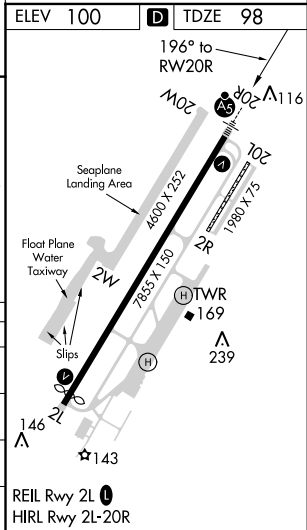 ELEV 100 D TDZE 98
196° to
RW20R
20W
A5
20R
116
V
20L
Seaplane
Landing Area
4600 X 252
1980 X 75
2R
Float Plane
Water
Taxiway
2W
7855 X 150
H TWR
169
239
Slips
H
V
2L
146
143
REIL Rwy 2L L
HIRL Rwy 2L-20R